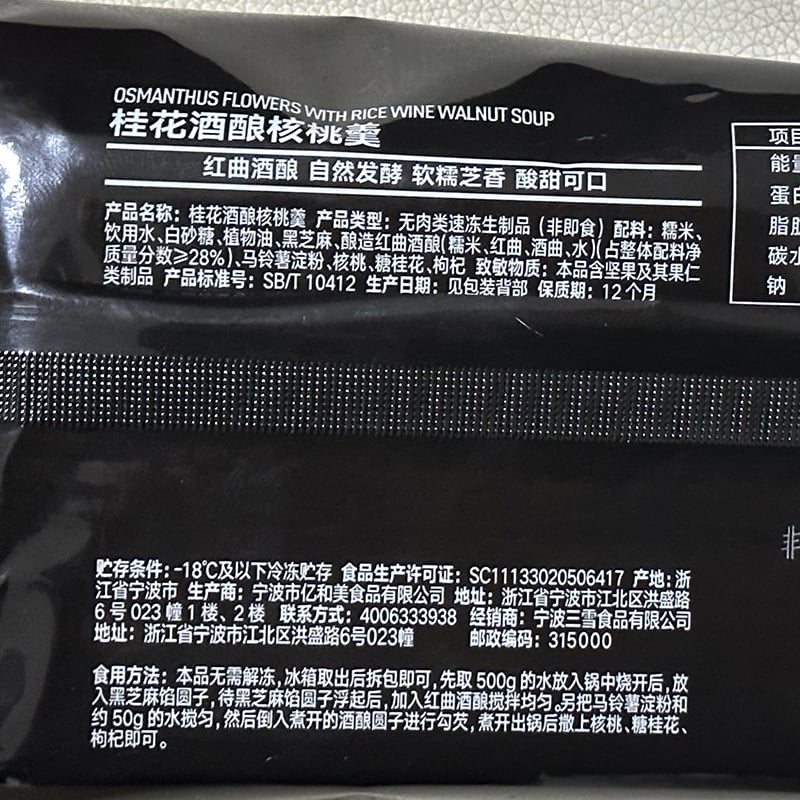 OSMANTHUS FLOWERS WITH RICE WINE WALNUT SOUP
桂花酒酿核桃羹
红曲酒酿 自然发酵 软糯芝香 酸甜可口
产品名称：桂花酒酿核桃羹 产品类型：无肉类速冻生制品（非即食）配料：糯米、
饮用水、白砂糖、植物油、黑芝麻、酿造红曲酒酿（糯米、红曲、酒曲、水）（占整体配料净
质量分数≥28%）、马铃薯淀粉、核桃、糖桂花、枸杞 致敏物质：本品含坚果及其果仁
类制品 产品标准号：SB/T 10412 生产日期：见包装背部 保质期：12个月
项目
能量
蛋白
脂肪
碳水
钠
非
贮存条件：-18℃及以下冷冻贮存 食品生产许可证：SC11133020506417 产地：浙
江省宁波市 生产商：宁波市亿和美食品有限公司 地址：浙江省宁波市江北区洪盛路
6号023幢1楼、2楼 联系方式：4006333938 经销商：宁波三雪食品有限公司
地址：浙江省宁波市江北区洪盛路6号023幢 邮政编码：315000
食用方法：本品无需解冻，冰箱取出后拆包即可，先取500g的水放入锅中烧开后，放
入黑芝麻馅圆子，待黑芝麻馅圆子浮起后，加入红曲酒酿搅拌均匀。另把马铃薯淀粉和
约50g的水搅匀，然后倒入煮开的酒酿圆子进行勾芡，煮开出锅后撒上核桃、糖桂花、
枸杞即可。